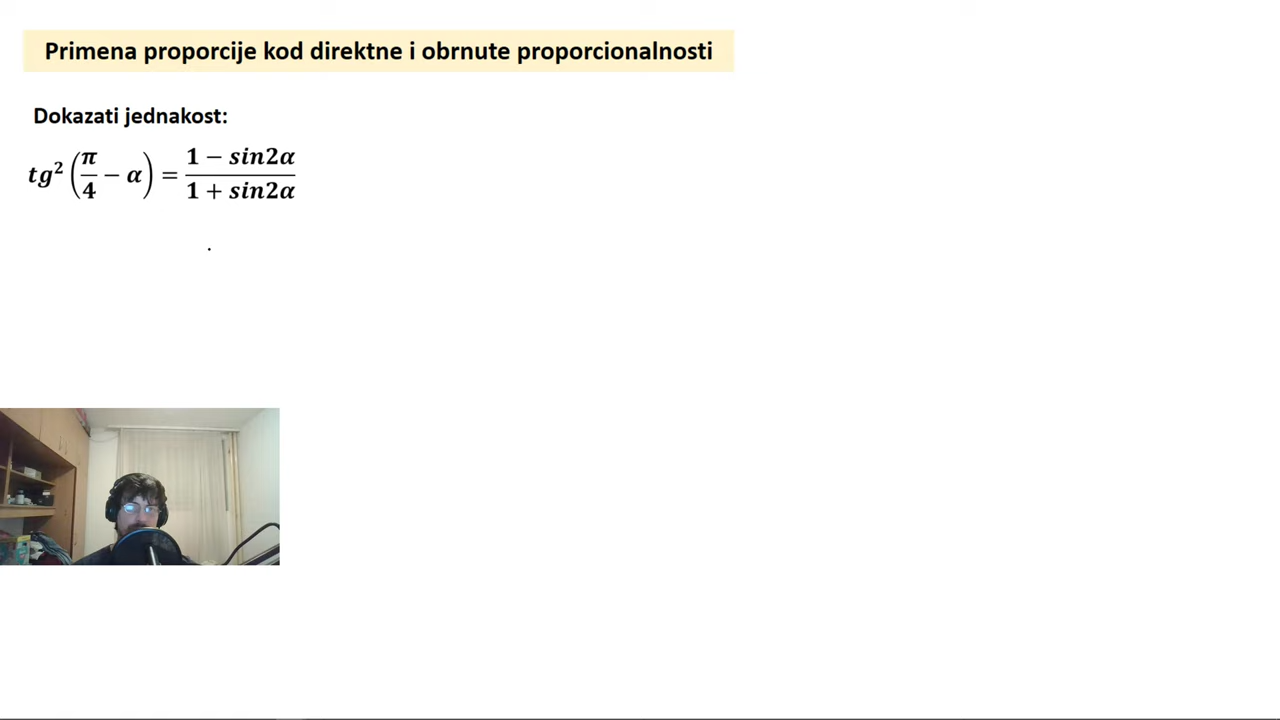 Primena proporcije kod direktne i obrnute proporcionalnosti
Dokazati jednakost:
tg²(π/4 − α) = (1 − sin2α)/(1 + sin2α)